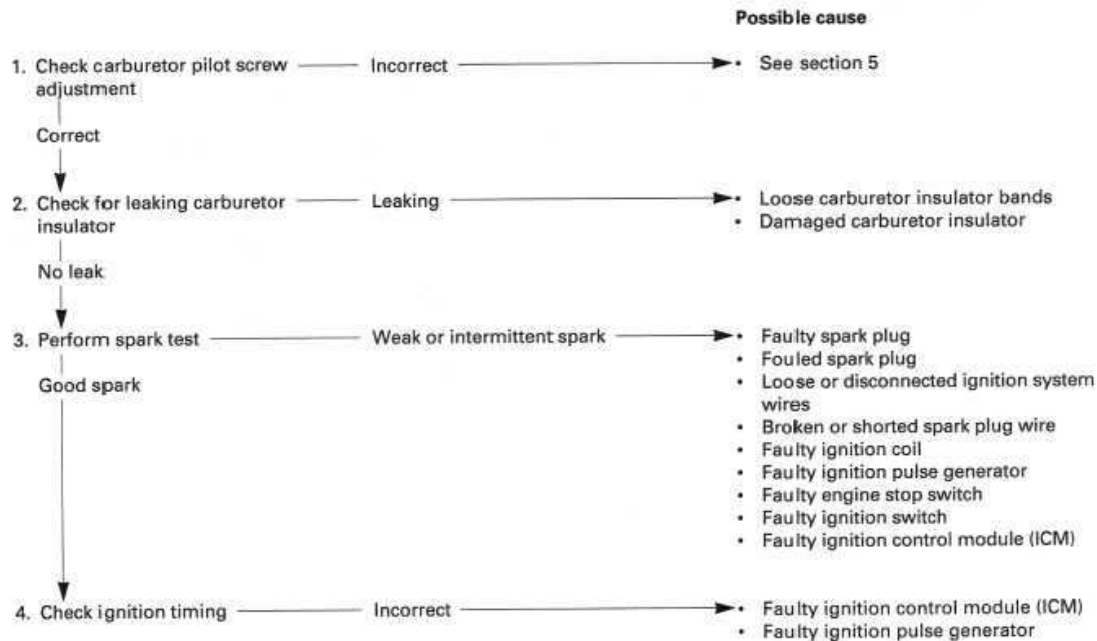 Possible cause
1. Check carburetor pilot screw adjustment
Incorrect
• See section 5
Correct
2. Check for leaking carburetor insulator
Leaking
• Loose carburetor insulator bands
• Damaged carburetor insulator
No leak
3. Perform spark test
Weak or intermittent spark
• Faulty spark plug
• Fouled spark plug
• Loose or disconnected ignition system wires
• Broken or shorted spark plug wire
• Faulty ignition coil
• Faulty ignition pulse generator
• Faulty engine stop switch
• Faulty ignition switch
• Faulty ignition control module (ICM)
Good spark
4. Check ignition timing
Incorrect
• Faulty ignition control module (ICM)
• Faulty ignition pulse generator